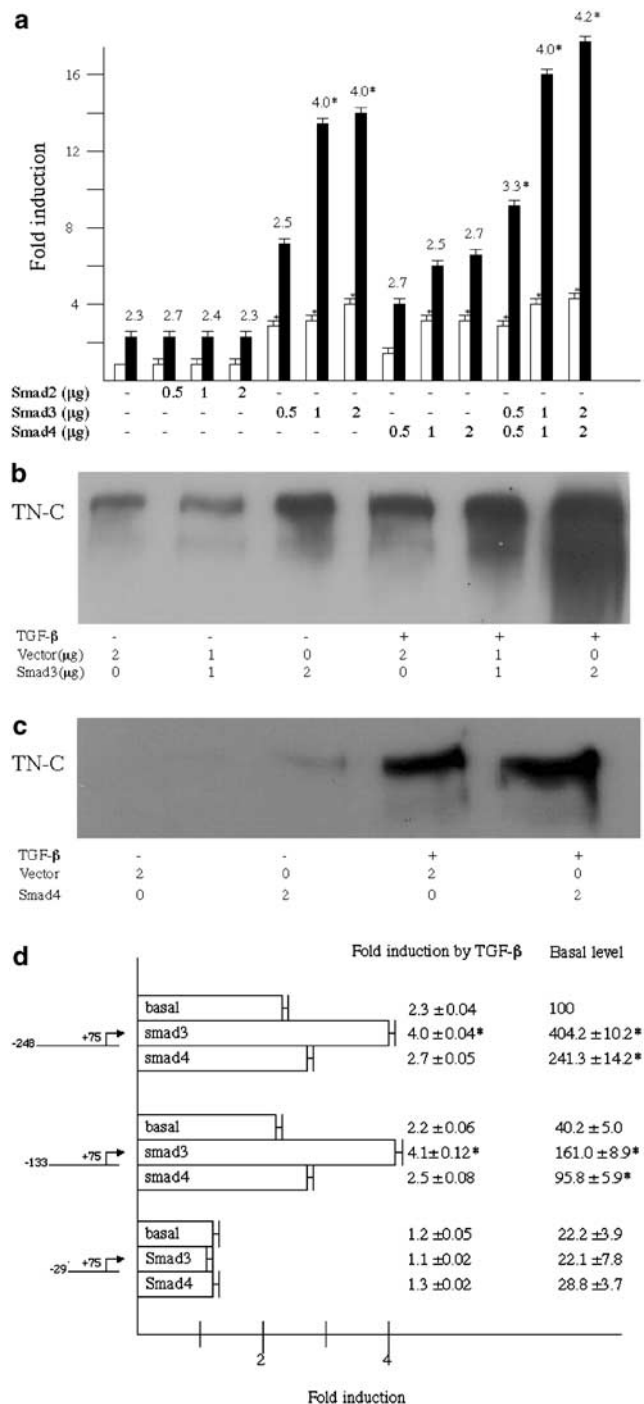 a
4.2*
4.0*
4.0* 4.0*
3.3*
2.5
2.7 2.5 2.7
2.3 2.7 2.4 2.3
16
12
8
4
Fold induction
Smad2 (μg) - 0.5 1 2 - - - - - - - - -
Smad3 (μg) - - - - 0.5 1 2 - - - 0.5 1 2
Smad4 (μg) - - - - - - - 0.5 1 2 0.5 1 2
b
TN-C
TGF-β - - - + + +
Vector(μg) 2 1 0 2 1 0
Smad3(μg) 0 1 2 0 1 2
c
TN-C
TGF-β - - + +
Vector 2 0 2 0
Smad4 0 2 0 2
d
Fold induction by TGF-β Basal level
basal 2.3 ±0.04 100
-248 +75 smad3 4.0 ±0.04* 404.2 ±10.2*
smad4 2.7 ±0.05 241.3 ±14.2*
basal 2.2 ±0.06 40.2 ±5.0
-133 +75 smad3 4.1±0.12* 161.0 ±8.9*
smad4 2.5 ±0.08 95.8 ±5.9*
basal 1.2 ±0.05 22.2 ±3.9
-29 +75 Smad3 1.1 ±0.02 22.1 ±7.8
Smad4 1.3 ±0.02 28.8 ±3.7
2 4
Fold induction